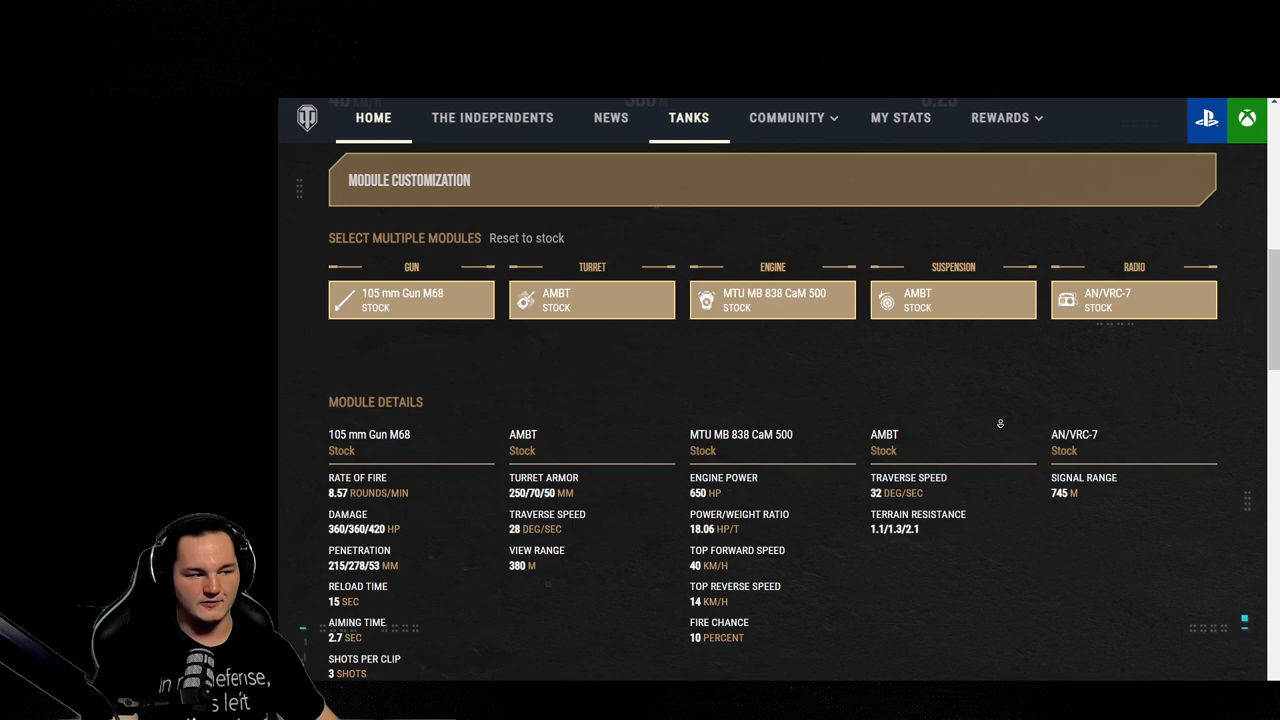 HOME THE INDEPENDENTS NEWS TANKS COMMUNITY MY STATS REWARDS
MODULE CUSTOMIZATION
SELECT MULTIPLE MODULES Reset to stock
GUN TURRET ENGINE SUSPENSION RADIO
105 mm Gun M68 AMBT MTU MB 838 CaM 500 AMBT AN/VRC-7
STOCK STOCK STOCK STOCK STOCK
MODULE DETAILS
105 mm Gun M68
Stock
RATE OF FIRE
8.57 ROUNDS/MIN
DAMAGE
360/360/420 HP
PENETRATION
215/278/53 MM
RELOAD TIME
15 SEC
AIMING TIME
2.7 SEC
SHOTS PER CLIP
3 SHOTS
AMBT
Stock
TURRET ARMOR
250/70/50 MM
TRAVERSE SPEED
28 DEG/SEC
VIEW RANGE
380 M
MTU MB 838 CaM 500
Stock
ENGINE POWER
650 HP
POWER/WEIGHT RATIO
18.06 HP/T
TOP FORWARD SPEED
40 KM/H
TOP REVERSE SPEED
14 KM/H
FIRE CHANCE
10 PERCENT
AMBT
Stock
TRAVERSE SPEED
32 DEG/SEC
TERRAIN RESISTANCE
1.1/1.3/2.1
AN/VRC-7
Stock
SIGNAL RANGE
745 M